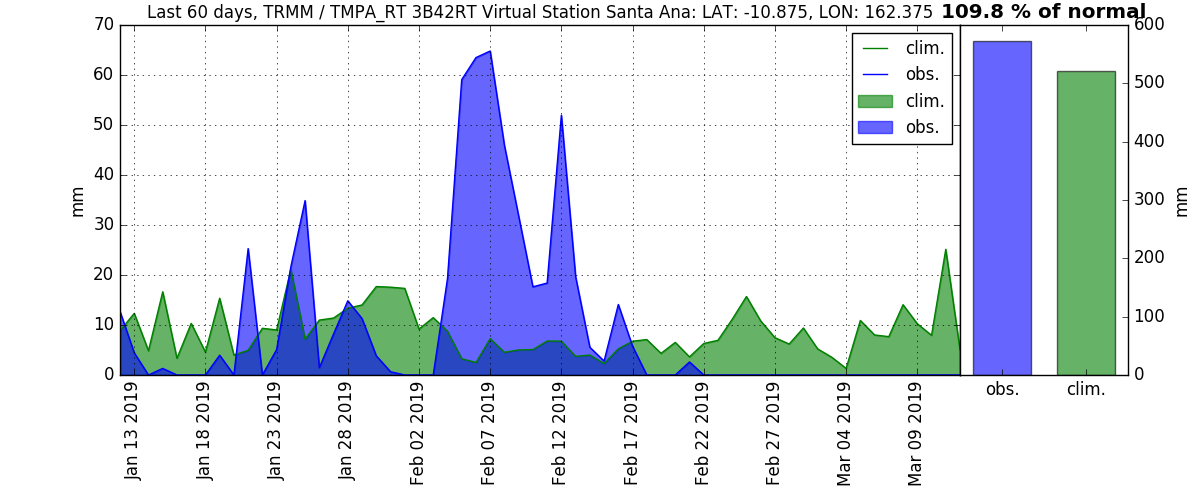 Last 60 days, TRMM / TMPA_RT 3B42RT Virtual Station Santa Ana: LAT: -10.875, LON: 162.375
109.8 % of normal
70
60
50
40
30
20
10
0
mm
clim.
obs.
clim.
obs.
600
500
400
300
200
100
0
mm
Jan 13 2019
Jan 18 2019
Jan 23 2019
Jan 28 2019
Feb 02 2019
Feb 07 2019
Feb 12 2019
Feb 17 2019
Feb 22 2019
Feb 27 2019
Mar 04 2019
Mar 09 2019
obs.
clim.